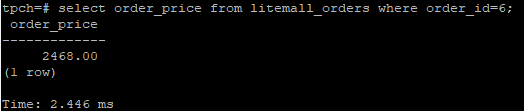 tpch=# select order_price from litemall_orders where order_id=6;
order_price
-------------
2468.00
(1 row)
Time: 2.446 ms